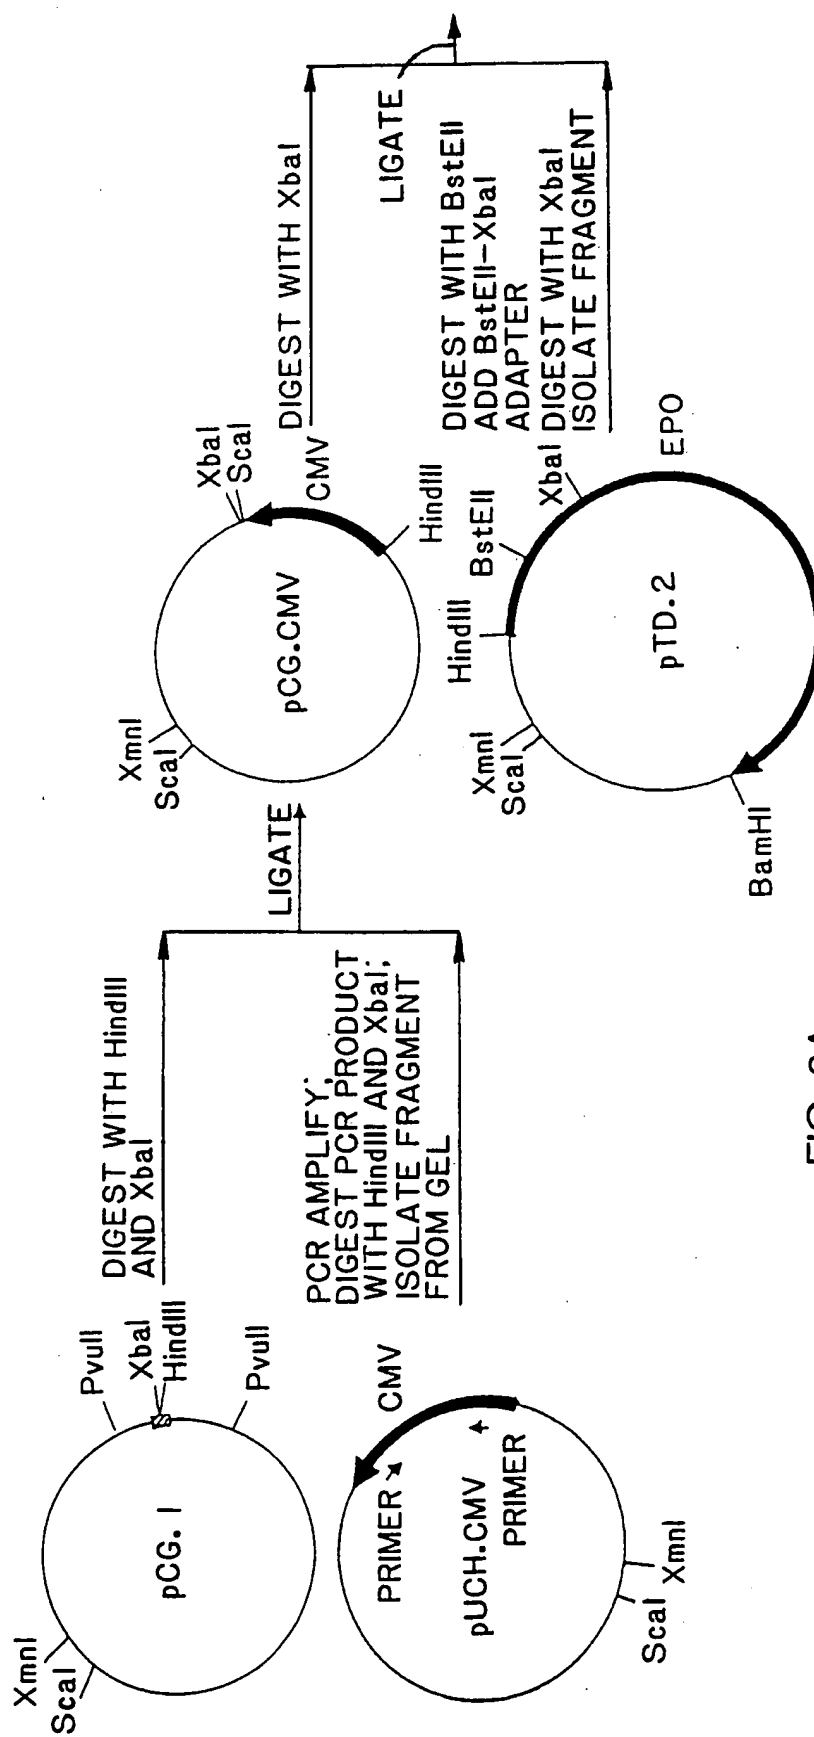 XmnI
ScaI
pCG. I
PvuII
XbaI
HindIII
PvuII
DIGEST WITH HindIII
AND XbaI
PRIMER
pUCH.CMV
PRIMER
CMV
ScaI
XmnI
PCR AMPLIFY;
DIGEST PCR PRODUCT
WITH HindIII AND XbaI;
ISOLATE FRAGMENT
FROM GEL
LIGATE
XmnI
ScaI
pCG.CMV
XbaI
ScaI
CMV
HindIII
DIGEST WITH XbaI
HindIII
BstEII
XbaI
XmnI
ScaI
pTD.2
EPO
BamHI
DIGEST WITH BstEII
ADD BstEII-XbaI
ADAPTER
DIGEST WITH XbaI
ISOLATE FRAGMENT
LIGATE